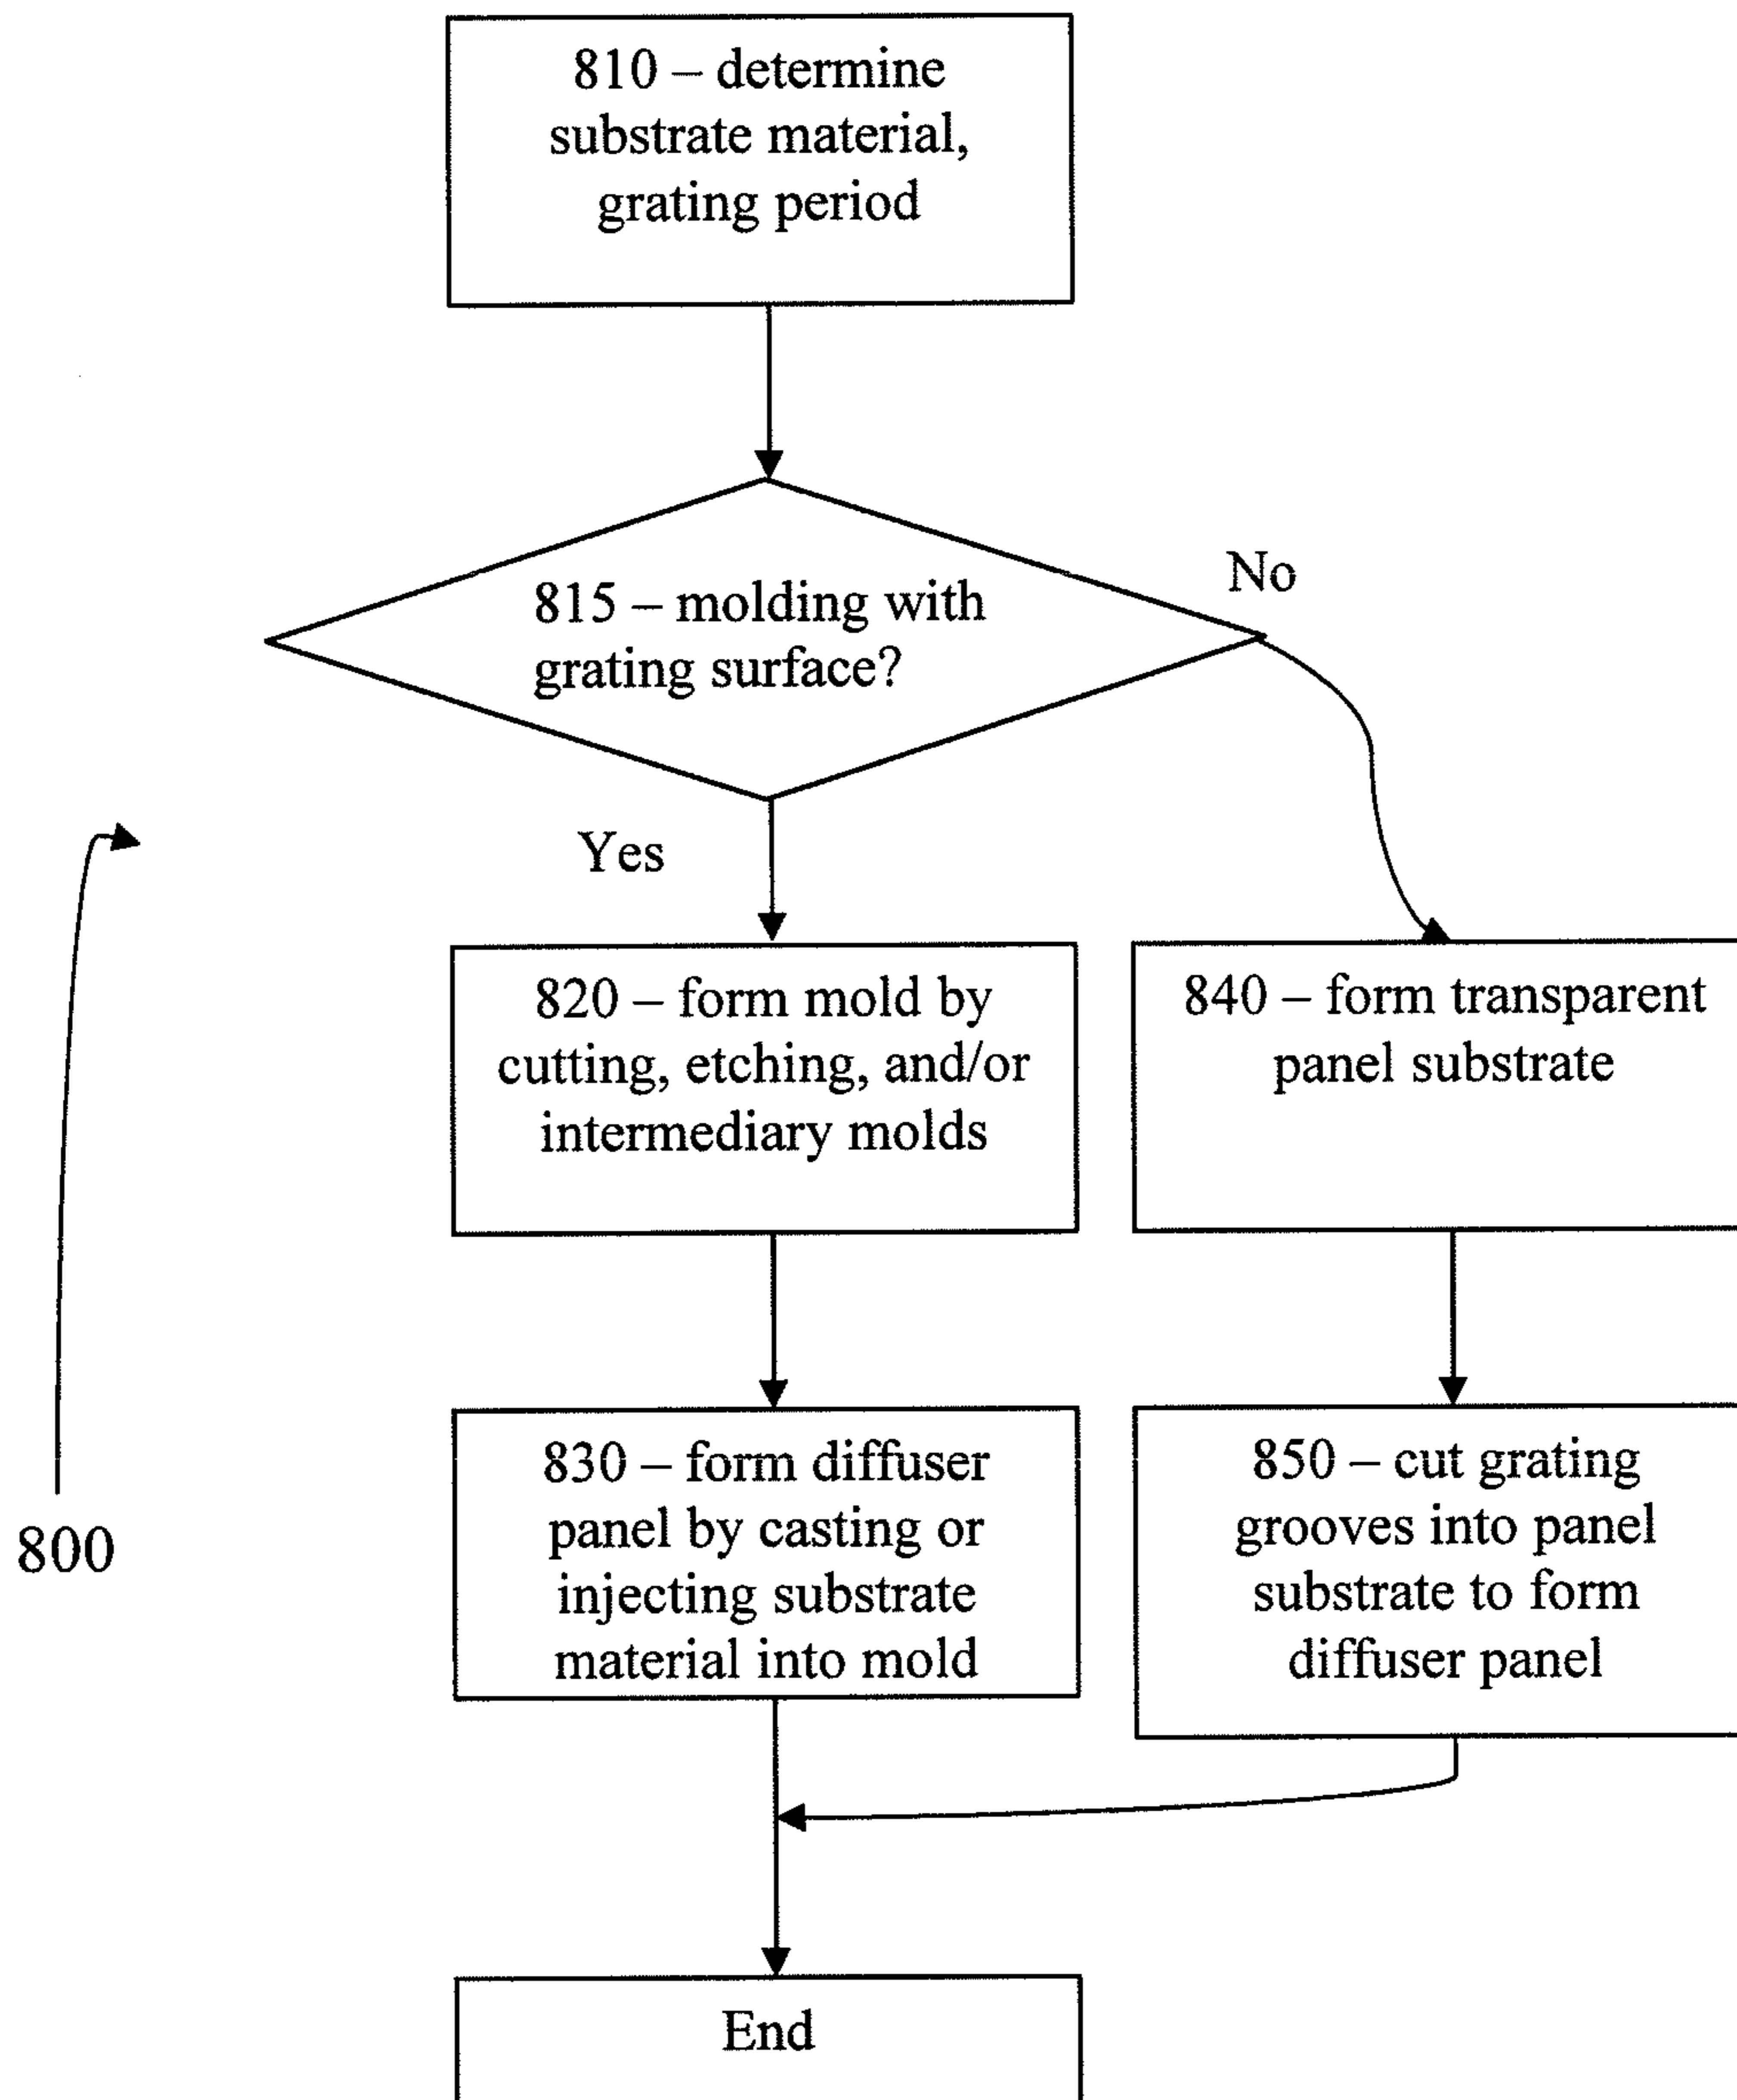 810 – determine
substrate material,
grating period
815 – molding with
grating surface?
No
Yes
820 – form mold by
cutting, etching, and/or
intermediary molds
840 – form transparent
panel substrate
830 – form diffuser
panel by casting or
injecting substrate
material into mold
850 – cut grating
grooves into panel
substrate to form
diffuser panel
800
End